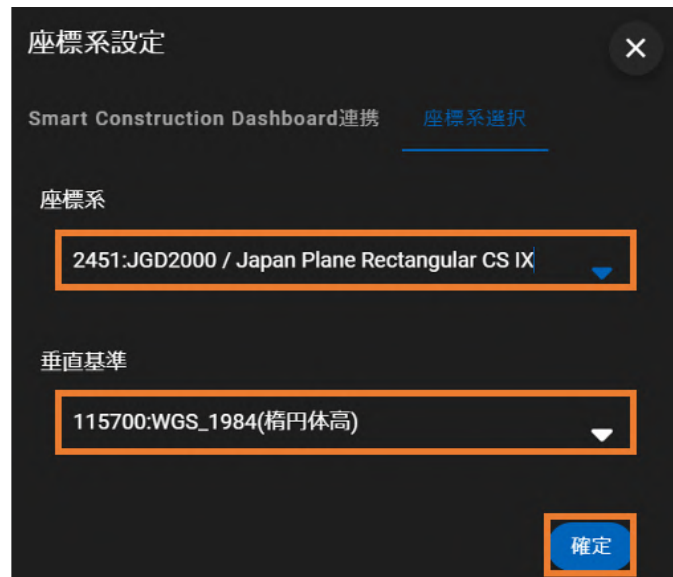 座標系設定
Smart Construction Dashboard連携 座標系選択
座標系
2451:JGD2000 / Japan Plane Rectangular CS IX
垂直基準
115700:WGS_1984(楕円体高)
確定